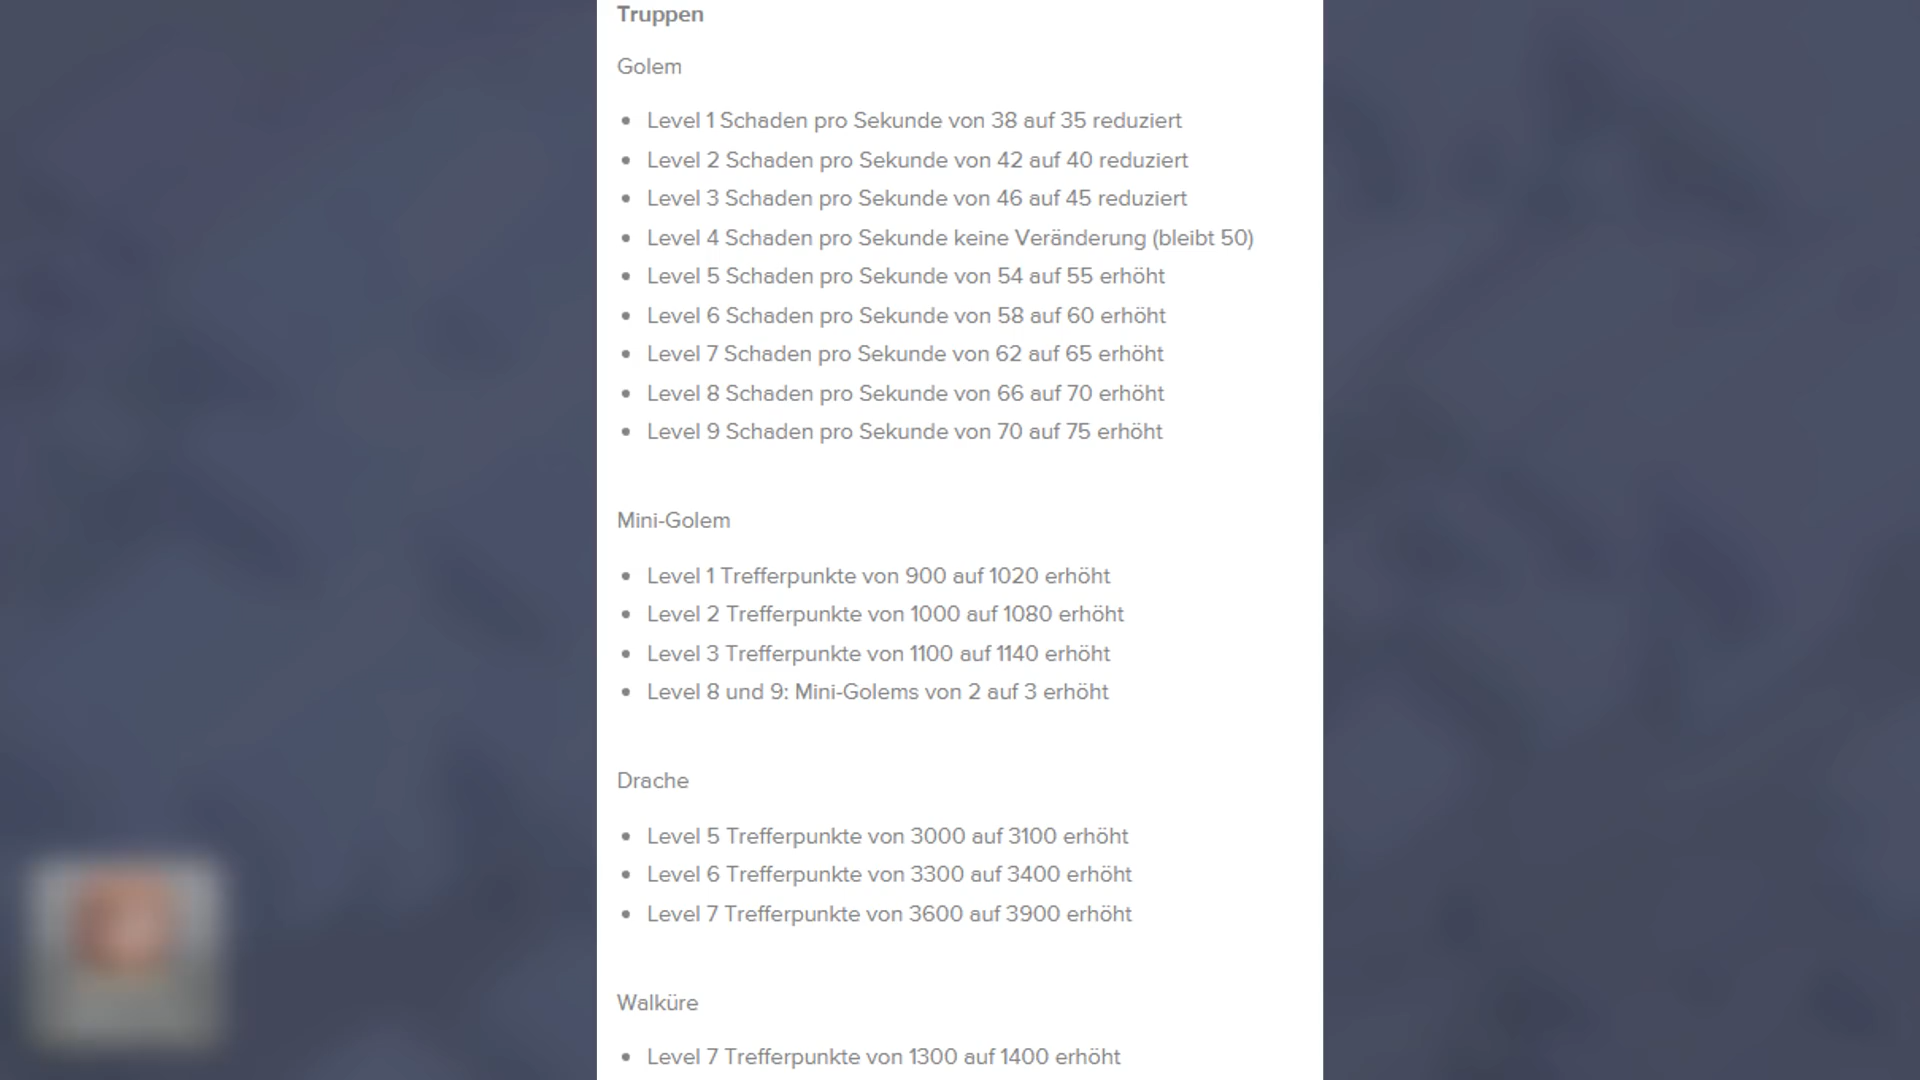 Truppen
Golem
• Level 1 Schaden pro Sekunde von 38 auf 35 reduziert
• Level 2 Schaden pro Sekunde von 42 auf 40 reduziert
• Level 3 Schaden pro Sekunde von 46 auf 45 reduziert
• Level 4 Schaden pro Sekunde keine Veränderung (bleibt 50)
• Level 5 Schaden pro Sekunde von 54 auf 55 erhöht
• Level 6 Schaden pro Sekunde von 58 auf 60 erhöht
• Level 7 Schaden pro Sekunde von 62 auf 65 erhöht
• Level 8 Schaden pro Sekunde von 66 auf 70 erhöht
• Level 9 Schaden pro Sekunde von 70 auf 75 erhöht
Mini-Golem
• Level 1 Trefferpunkte von 900 auf 1020 erhöht
• Level 2 Trefferpunkte von 1000 auf 1080 erhöht
• Level 3 Trefferpunkte von 1100 auf 1140 erhöht
• Level 8 und 9: Mini-Golems von 2 auf 3 erhöht
Drache
• Level 5 Trefferpunkte von 3000 auf 3100 erhöht
• Level 6 Trefferpunkte von 3300 auf 3400 erhöht
• Level 7 Trefferpunkte von 3600 auf 3900 erhöht
Walküre
• Level 7 Trefferpunkte von 1300 auf 1400 erhöht